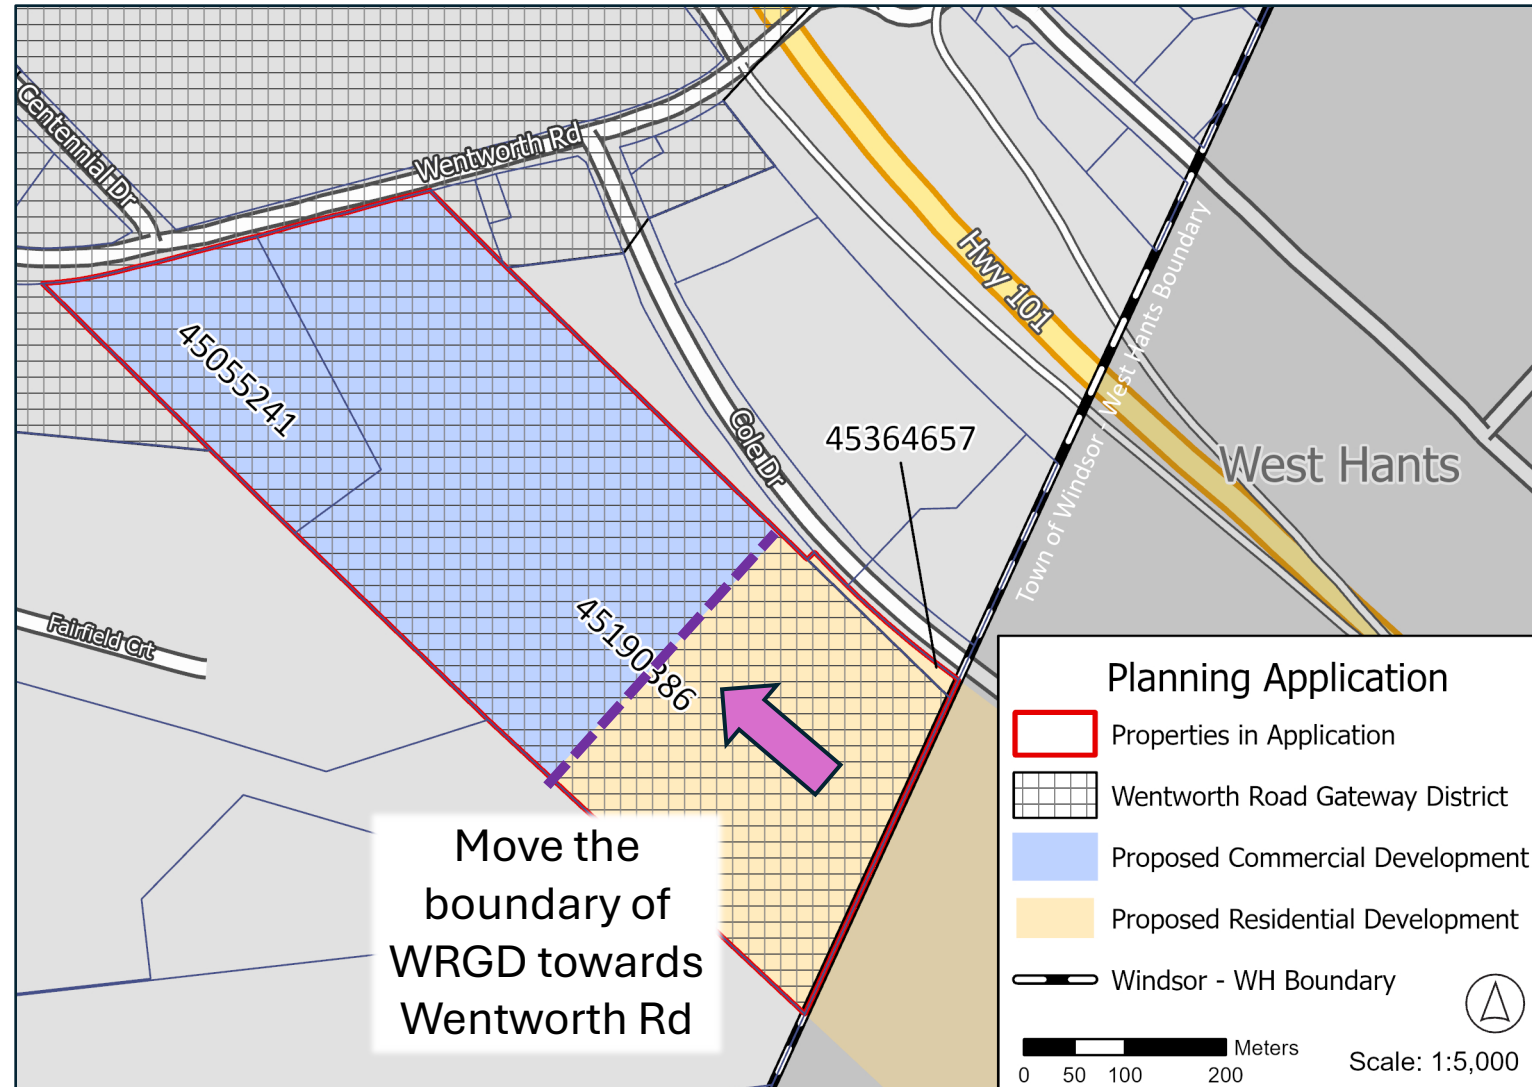 Centennial Dr
Wentworth Rd
Hwy 101
Town of Windsor - West Hants Boundary
45055241
Cole Dr
45364657
West Hants
45190386
Fairfield Crt
Move the
boundary of
WRGD towards
Wentworth Rd
Planning Application
Properties in Application
Wentworth Road Gateway District
Proposed Commercial Development
Proposed Residential Development
Windsor - WH Boundary
Meters
0 50 100 200
Scale: 1:5,000